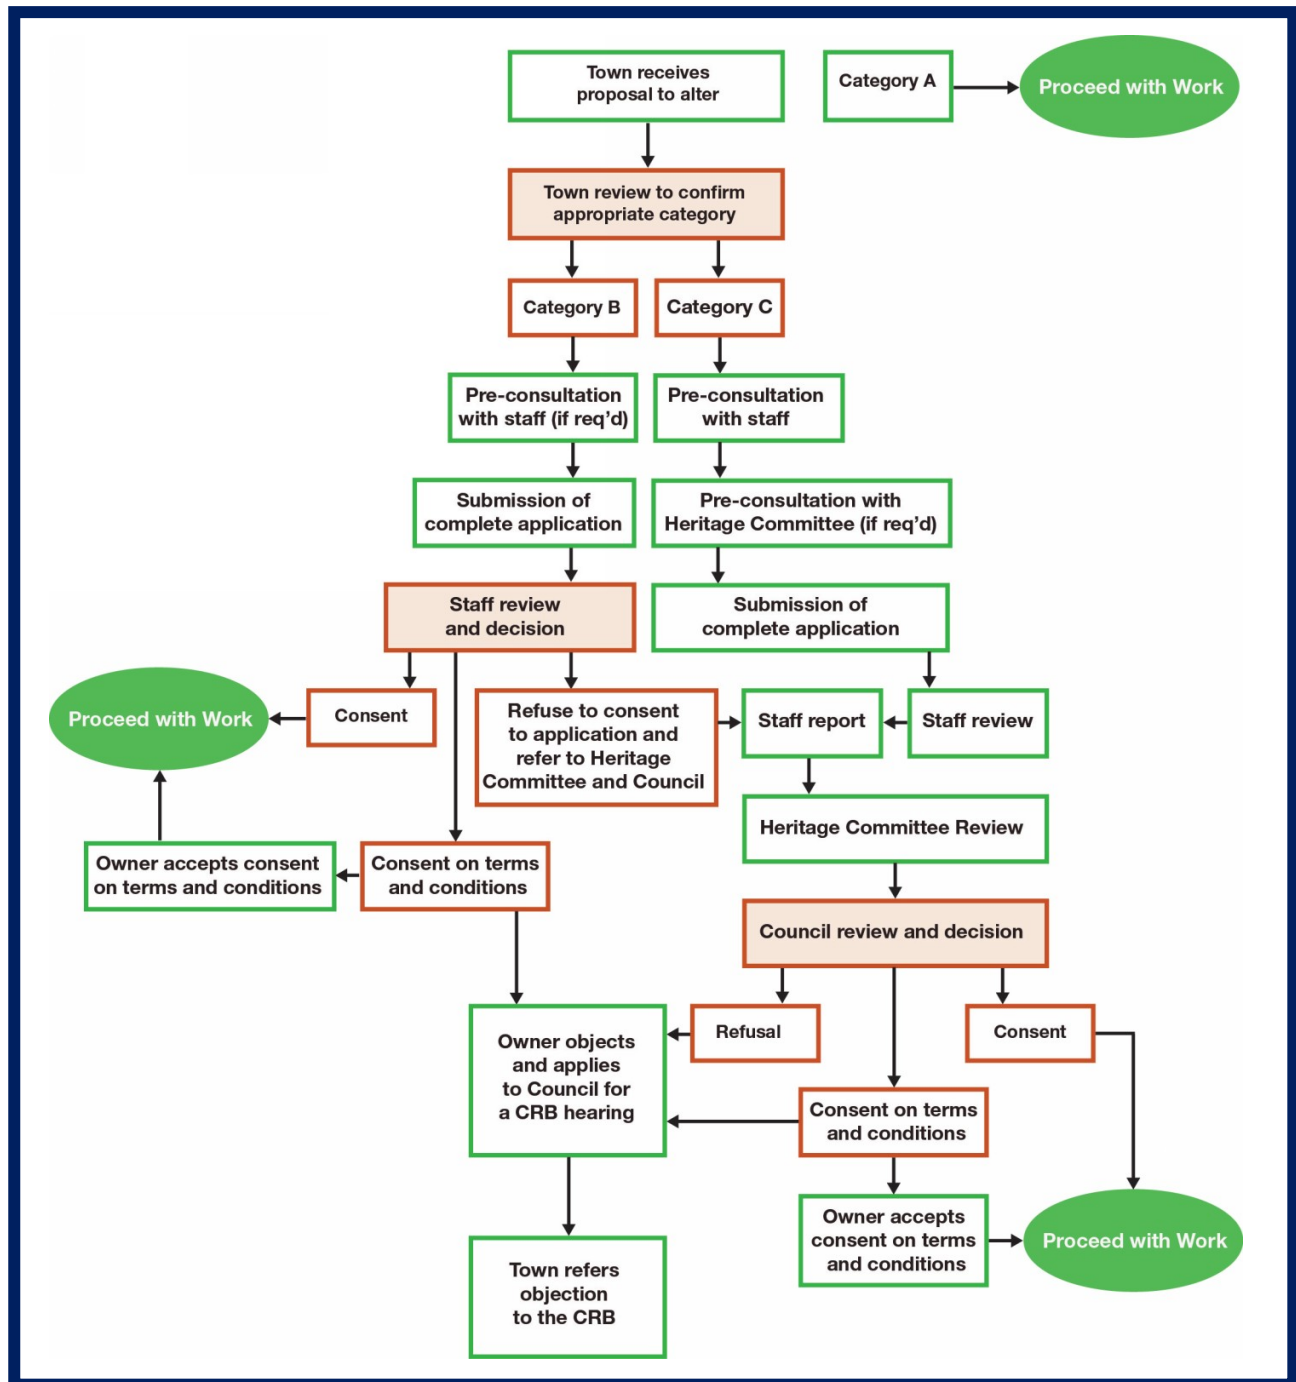 Town receives
proposal to alter
Category A
Proceed with Work
Town review to confirm
appropriate category
Category B
Category C
Pre-consultation
with staff (if req'd)
Pre-consultation
with staff
Submission of
complete application
Pre-consultation with
Heritage Committee (if req'd)
Staff review
and decision
Submission of
complete application
Proceed with Work
Consent
Refuse to consent
to application and
refer to Heritage
Committee and Council
Staff report
Staff review
Heritage Committee Review
Owner accepts consent
on terms and conditions
Consent on terms
and conditions
Council review and decision
Owner objects
and applies
to Council for
a CRB hearing
Refusal
Consent
Consent on terms
and conditions
Owner accepts
consent on terms
and conditions
Proceed with Work
Town refers
objection
to the CRB